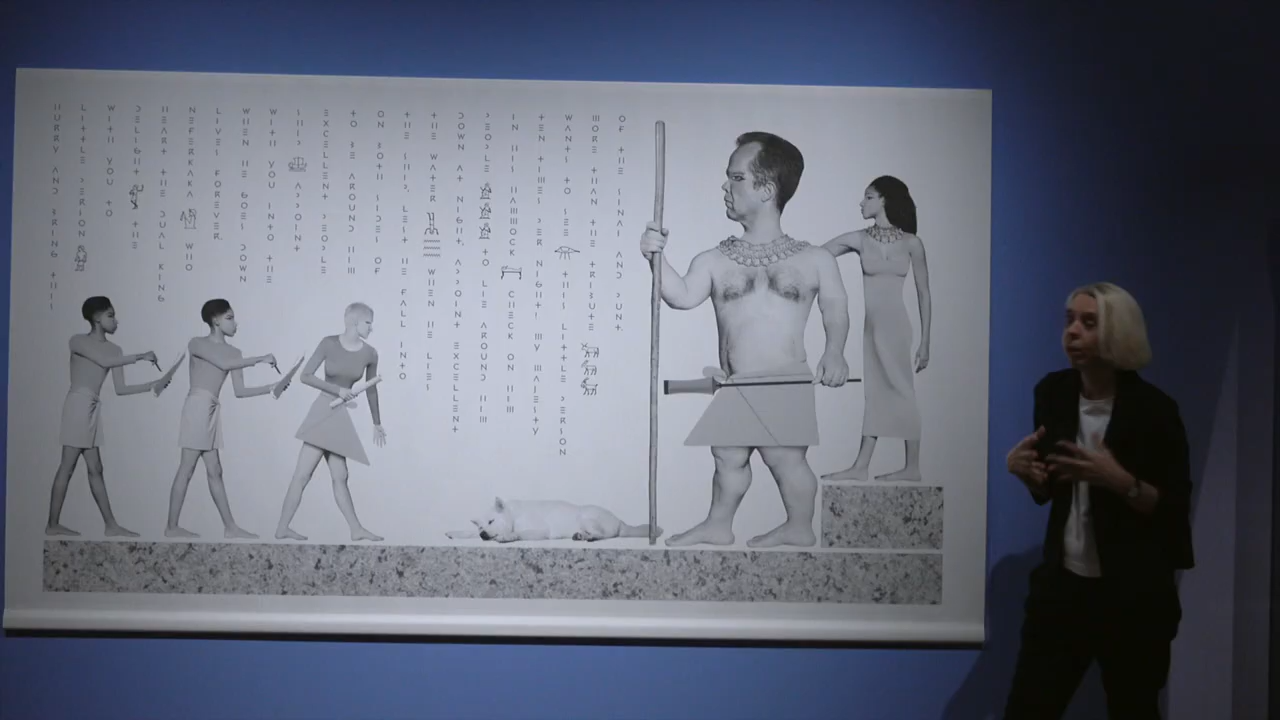 HURRY AND BRING THIS
LITTLE PERSON
WITH YOU TO
DELIGHT THE
HEART THE DUAL KING
NEFERKARA WHO
LIVES FOREVER.
WHEN HE GOES DOWN
WITH YOU INTO THE
SHIP APPOINT
EXCELLENT PEOPLE
TO BE AROUND HIM
ON BOTH SIDES OF
THE SHIP, LEST HE FALL INTO
THE WATER WHEN HE LIES
DOWN AT NIGHT, APPOINT EXCELLENT
PEOPLE TO LIE AROUND HIM
IN HIS HAMMOCK CHECK ON HIM
TEN TIMES PER NIGHT! MY MAJESTY
WANTS TO SEE THIS LITTLE PERSON
MORE THAN THE TRIBUTE
OF THE SINAI AND PUNT.